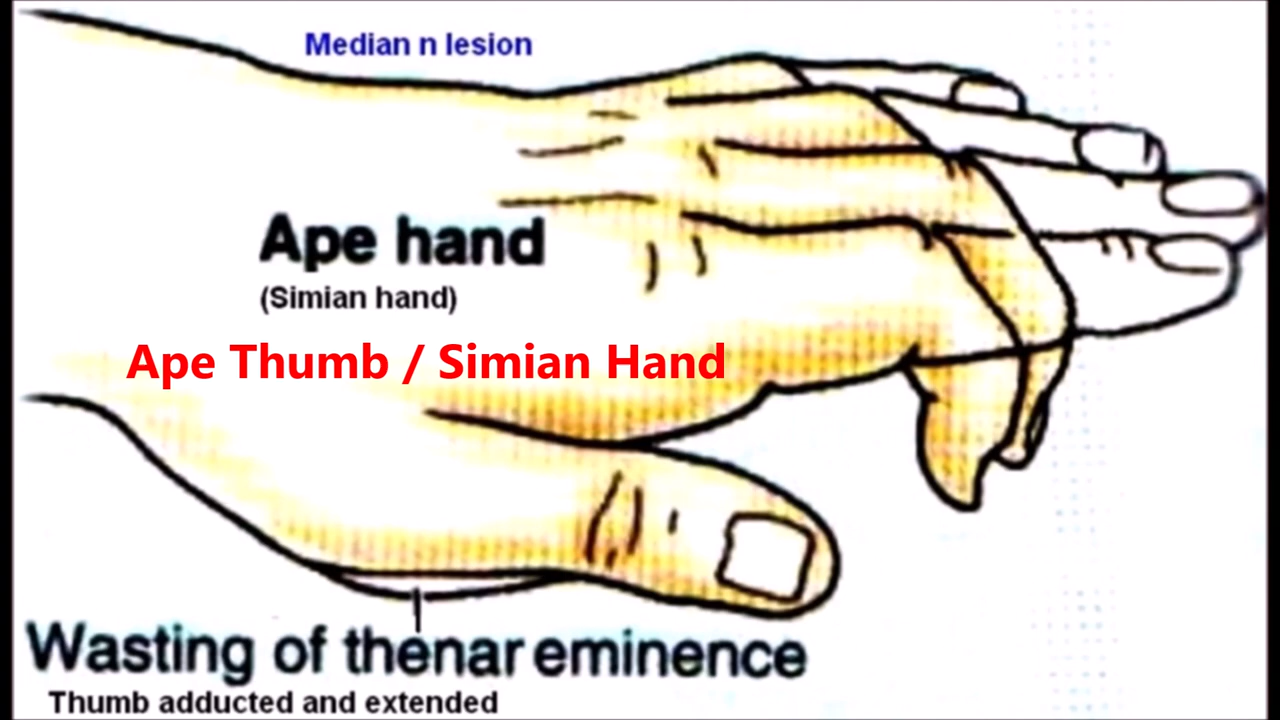 Median n lesion
Ape hand
(Simian hand)
Ape Thumb / Simian Hand
Wasting of thenar eminence
Thumb adducted and extended